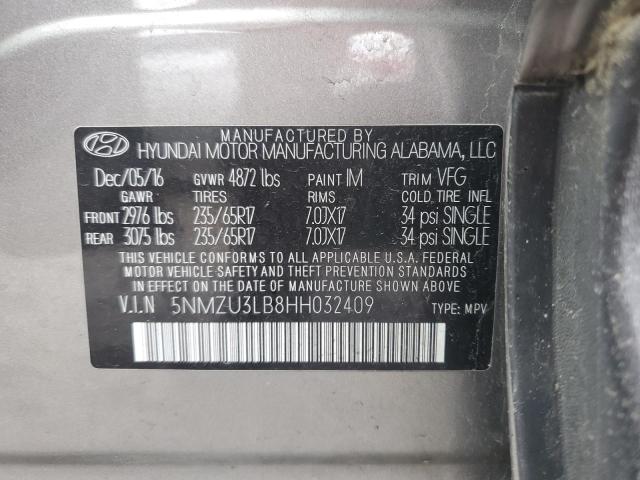 MANUFACTURED BY
HYUNDAI MOTOR MANUFACTURING ALABAMA, LLC
Dec/05/16 GVWR 4872 lbs PAINT IM TRIM VFG
GAWR TIRES RIMS COLD TIRE INFL
FRONT 2976 lbs 235/65R17 7.0JX17 34 psi SINGLE
REAR 3075 lbs 235/65R17 7.0JX17 34 psi SINGLE
THIS VEHICLE CONFORMS TO ALL APPLICABLE U.S.A. FEDERAL
MOTOR VEHICLE SAFETY AND THEFT PREVENTION STANDARDS
IN EFFECT ON THE DATE OF MANUFACTURE SHOWN ABOVE
V.I.N 5NMZU3LB8HH032409 TYPE: MPV